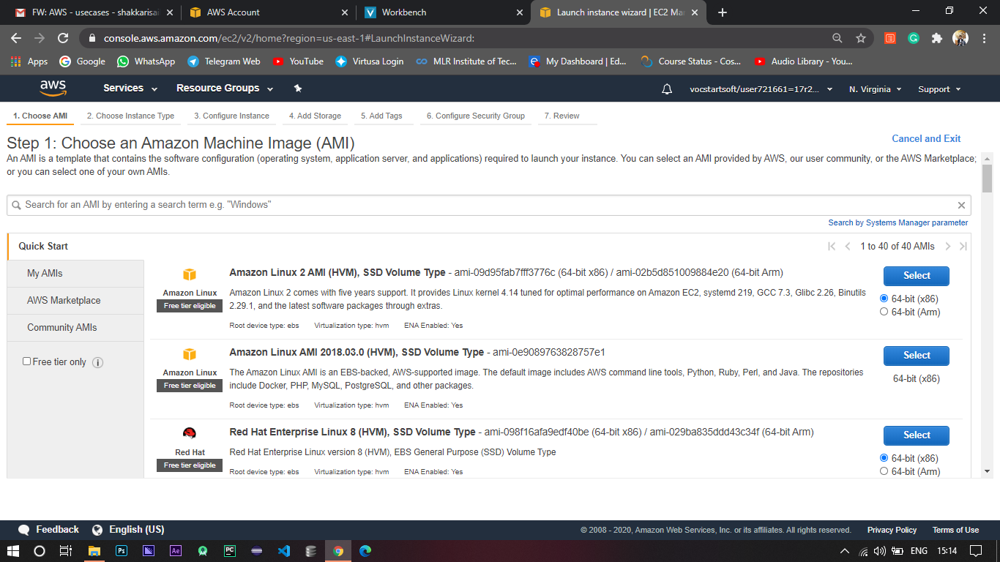 FW: AWS - usecases - shakkarisai
AWS Account
Workbench
Launch instance wizard | EC2 Mar
console.aws.amazon.com/ec2/v2/home?region=us-east-1#LaunchInstanceWizard:
Apps
Google
WhatsApp
Telegram Web
YouTube
Virtusa Login
MLR Institute of Tec...
My Dashboard | Ed...
Course Status - Cos...
Audio Library - You...
aws
Services
Resource Groups
vocstartsoft/user721661=17r2...
N. Virginia
Support
1. Choose AMI
2. Choose Instance Type
3. Configure Instance
4. Add Storage
5. Add Tags
6. Configure Security Group
7. Review
Step 1: Choose an Amazon Machine Image (AMI)
Cancel and Exit
An AMI is a template that contains the software configuration (operating system, application server, and applications) required to launch your instance. You can select an AMI provided by AWS, our user community, or the AWS Marketplace;
or you can select one of your own AMIs.
Search for an AMI by entering a search term e.g. "Windows"
Search by Systems Manager parameter
Quick Start
1 to 40 of 40 AMIs
My AMIs
AWS Marketplace
Community AMIs
Free tier only
Amazon Linux
Free tier eligible
Amazon Linux 2 AMI (HVM), SSD Volume Type - ami-09d95fab7fff3776c (64-bit x86) / ami-02b5d851009884e20 (64-bit Arm)
Amazon Linux 2 comes with five years support. It provides Linux kernel 4.14 tuned for optimal performance on Amazon EC2, systemd 219, GCC 7.3, Glibc 2.26, Binutils
2.29.1, and the latest software packages through extras.
Root device type: ebs Virtualization type: hvm ENA Enabled: Yes
Select
64-bit (x86)
64-bit (Arm)
Amazon Linux
Free tier eligible
Amazon Linux AMI 2018.03.0 (HVM), SSD Volume Type - ami-0e9089763828757e1
The Amazon Linux AMI is an EBS-backed, AWS-supported image. The default image includes AWS command line tools, Python, Ruby, Perl, and Java. The repositories
include Docker, PHP, MySQL, PostgreSQL, and other packages.
Root device type: ebs Virtualization type: hvm ENA Enabled: Yes
Select
64-bit (x86)
Red Hat
Free tier eligible
Red Hat Enterprise Linux 8 (HVM), SSD Volume Type - ami-098f16afa9edf40be (64-bit x86) / ami-029ba835ddd43c34f (64-bit Arm)
Red Hat Enterprise Linux version 8 (HVM), EBS General Purpose (SSD) Volume Type
Root device type: ebs Virtualization type: hvm ENA Enabled: Yes
Select
64-bit (x86)
64-bit (Arm)
Feedback
English (US)
© 2008 - 2020, Amazon Web Services, Inc. or its affiliates. All rights reserved.
Privacy Policy
Terms of Use
Ps
Ae
PC
ENG
15:14